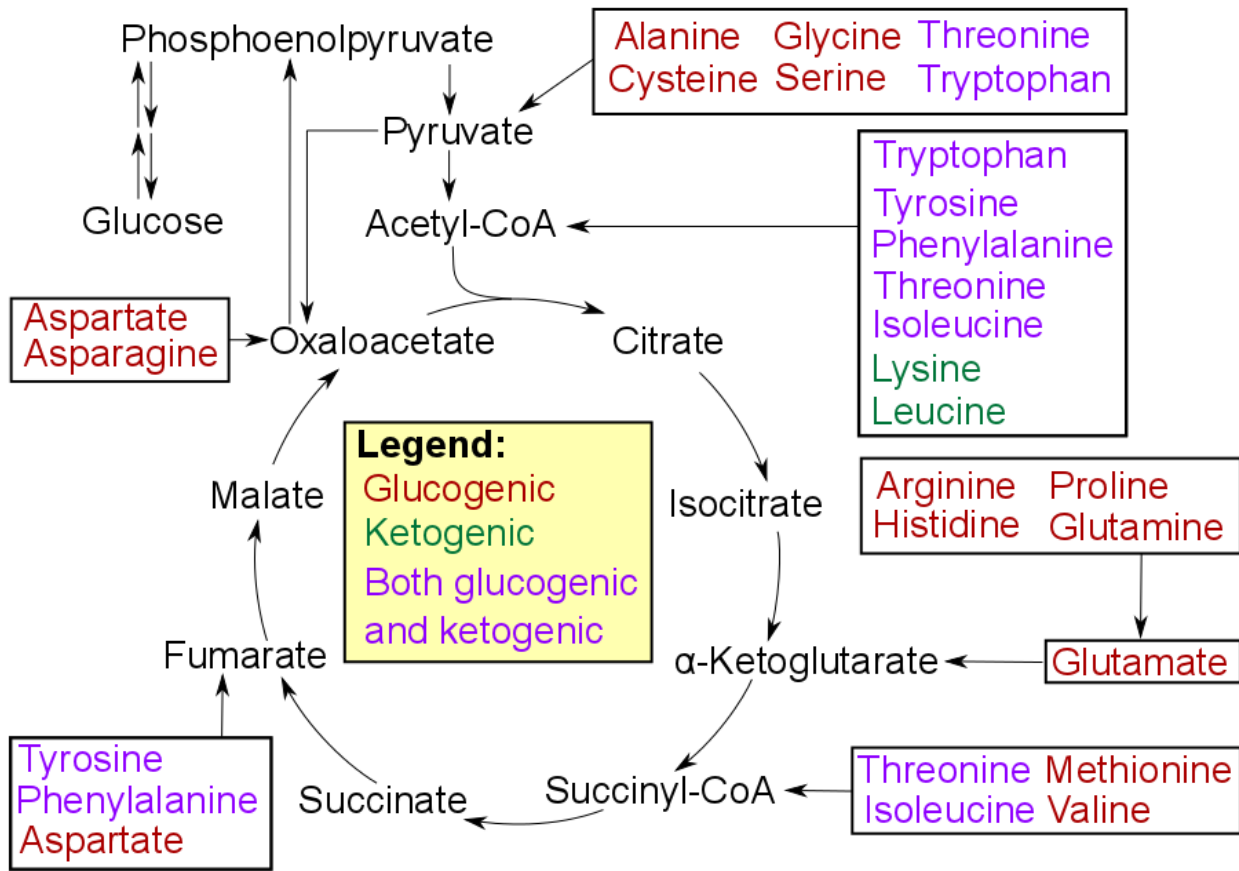 Phosphoenolpyruvate
Alanine Glycine Threonine
Cysteine Serine Tryptophan
Pyruvate
Tryptophan
Tyrosine
Phenylalanine
Threonine
Isoleucine
Lysine
Leucine
Glucose
Acetyl-CoA
Aspartate
Asparagine
Oxaloacetate
Citrate
Legend:
Glucogenic
Ketogenic
Both glucogenic
and ketogenic
Malate
Isocitrate
Arginine Proline
Histidine Glutamine
Fumarate
α-Ketoglutarate
Glutamate
Tyrosine
Phenylalanine
Aspartate
Succinate
Succinyl-CoA
Threonine Methionine
Isoleucine Valine